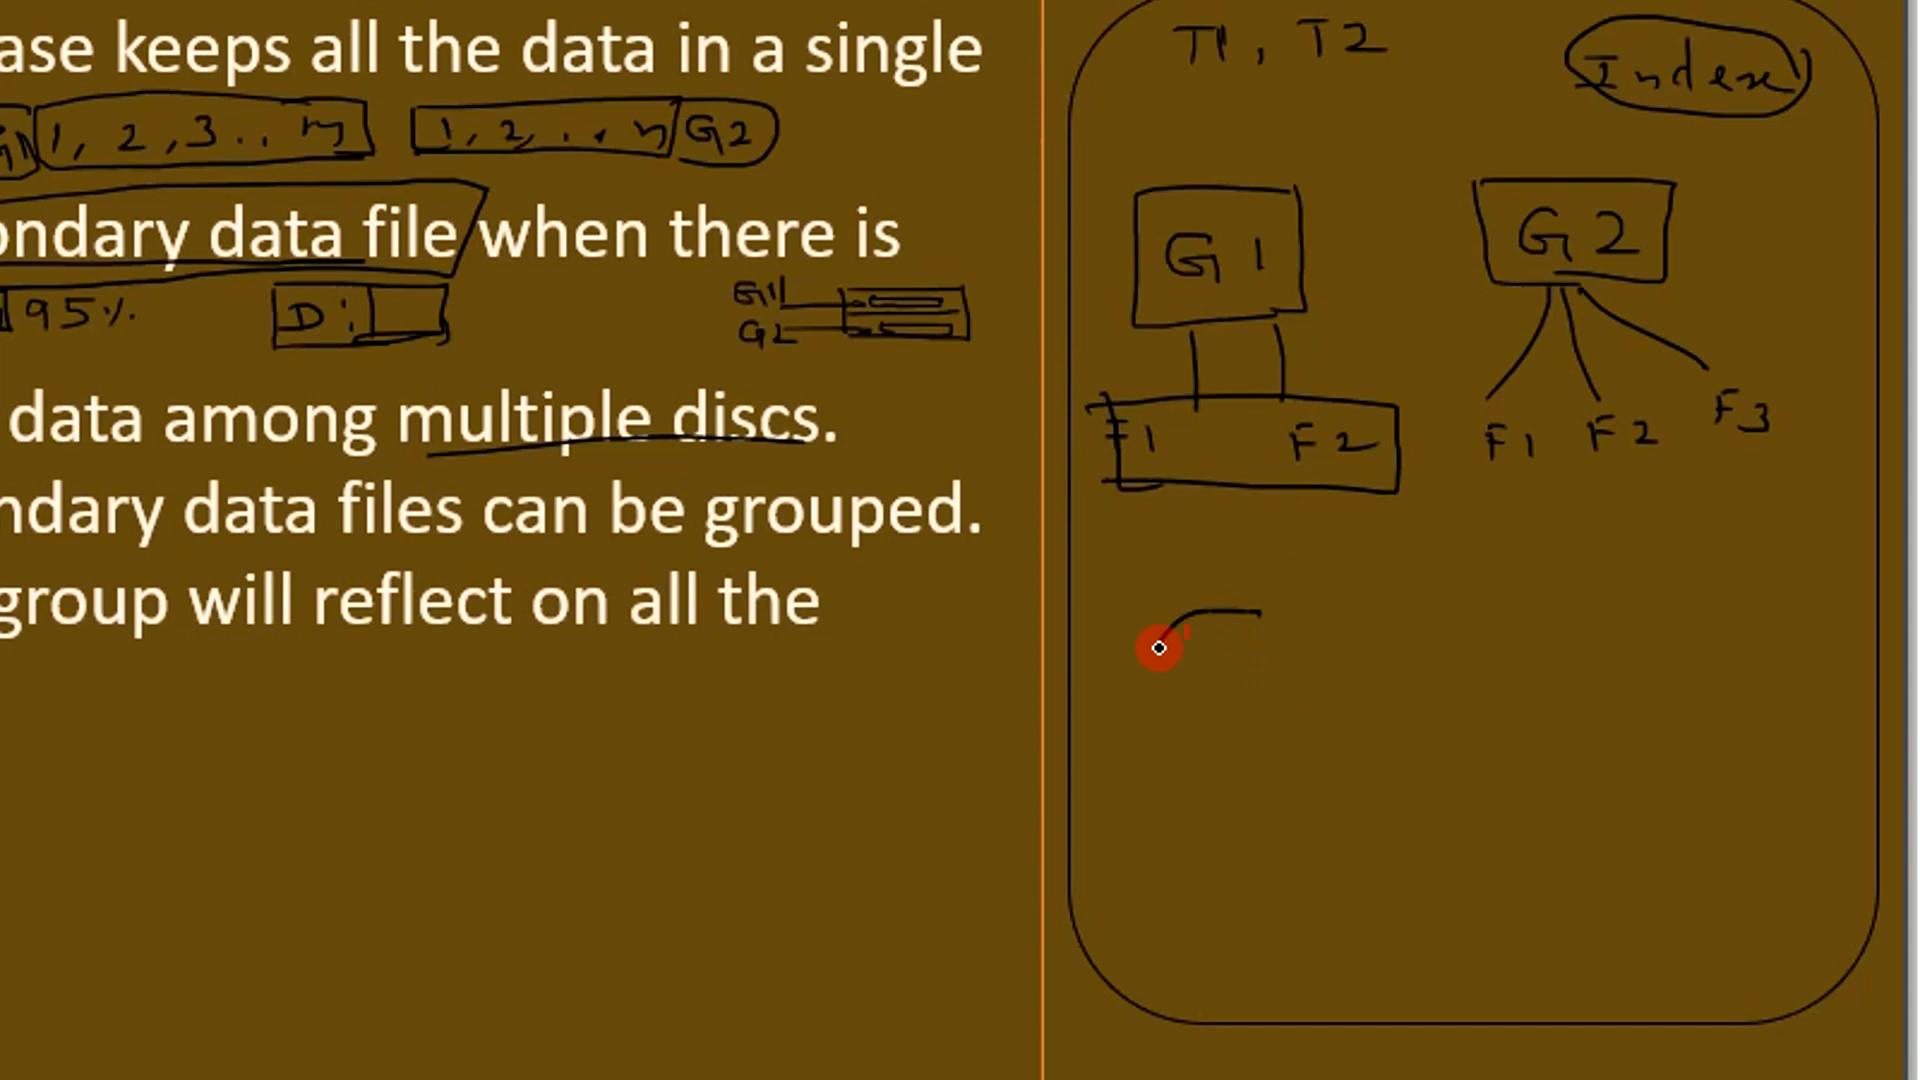 ase keeps all the data in a single
G1 1, 2, 3 .. m 1, 2, .. n G2
ondary data file when there is
95% D: G1
G2
data among multiple discs.
ndary data files can be grouped.
group will reflect on all the
T1, T2 Index
G1 G2
F1 F2 F1 F2 F3